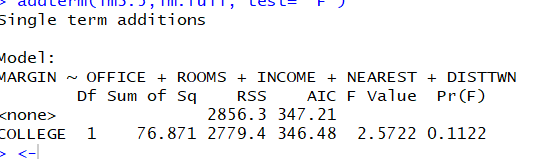 > addterm(lm3.5,lm.full, test= "F")
Single term additions
Model:
MARGIN ~ OFFICE + ROOMS + INCOME + NEAREST + DISTTWN
Df Sum of Sq RSS AIC F Value Pr(F)
<none> 2856.3 347.21
COLLEGE 1 76.871 2779.4 346.48 2.5722 0.1122
> <-